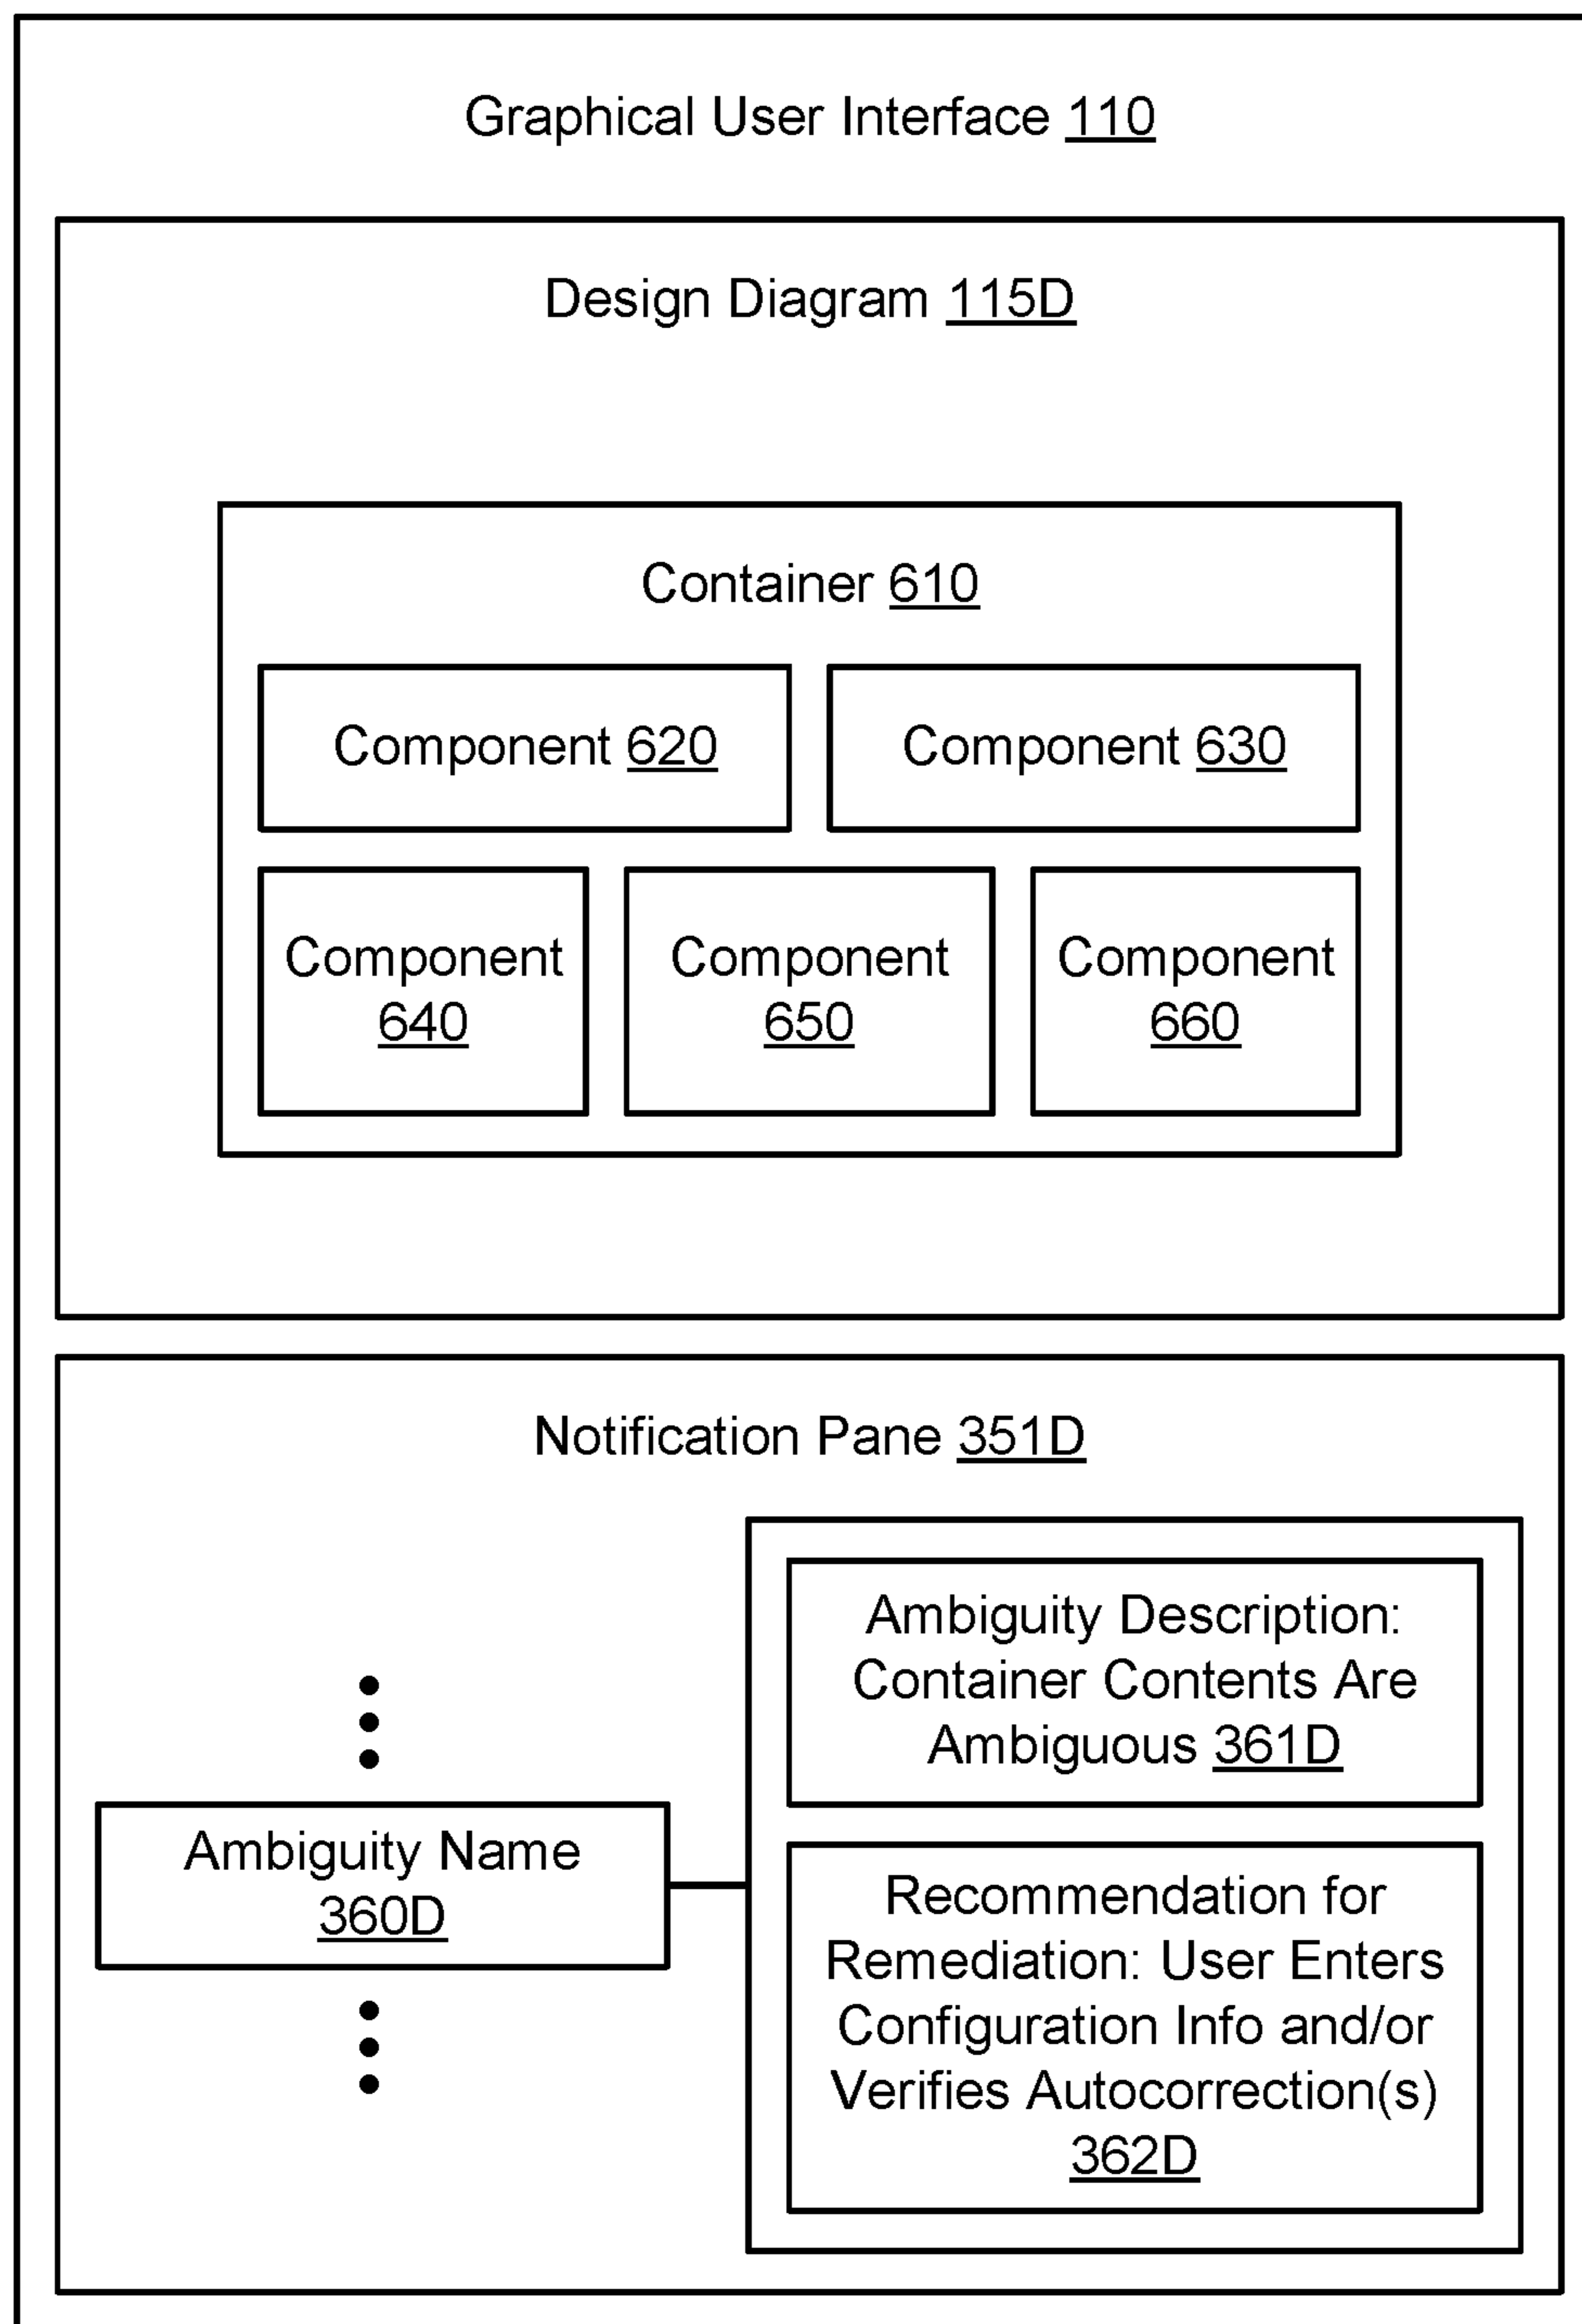 Graphical User Interface 110
Design Diagram 115D
Container 610
Component 620
Component 630
Component
640
Component
650
Component
660
Notification Pane 351D
Ambiguity Name
360D
Ambiguity Description:
Container Contents Are
Ambiguous 361D
Recommendation for
Remediation: User Enters
Configuration Info and/or
Verifies Autocorrection(s)
362D